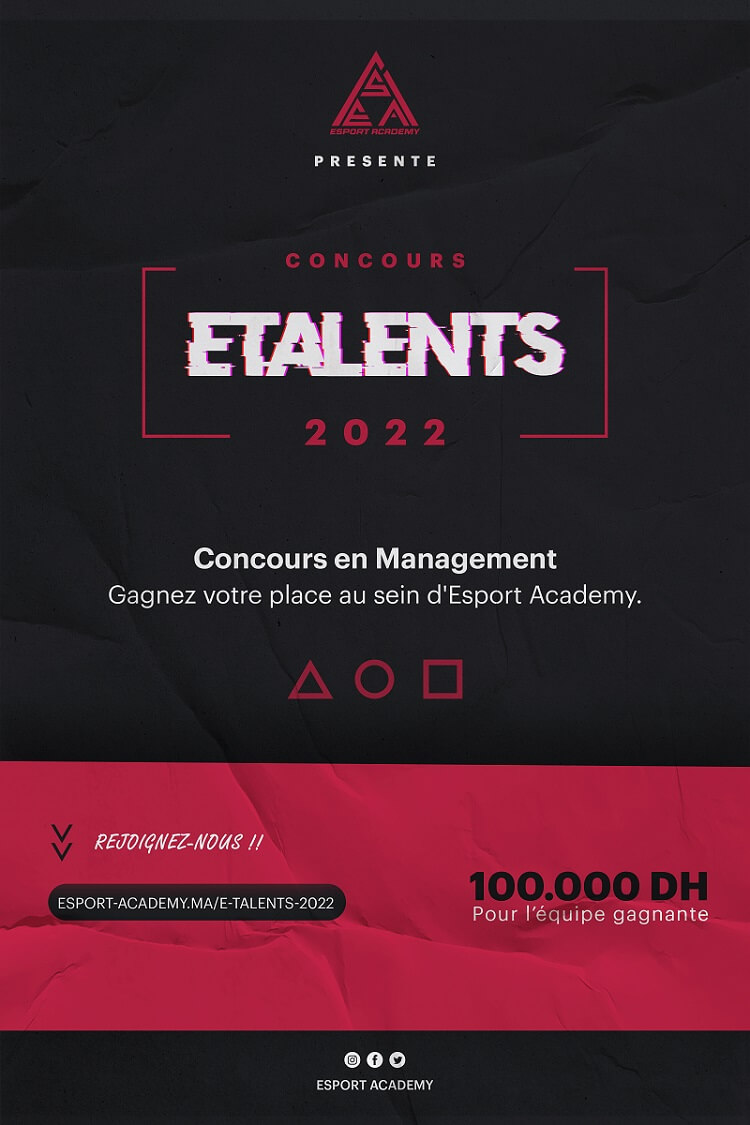 SEA
ESPORT ACADEMY
PRESENTE
CONCOURS
ETALENTS
2022
Concours en Management
Gagnez votre place au sein d'Esport Academy.
REJOIGNEZ-NOUS !!
ESPORT-ACADEMY.MA/E-TALENTS-2022
100.000 DH
Pour l’équipe gagnante
ESPORT ACADEMY